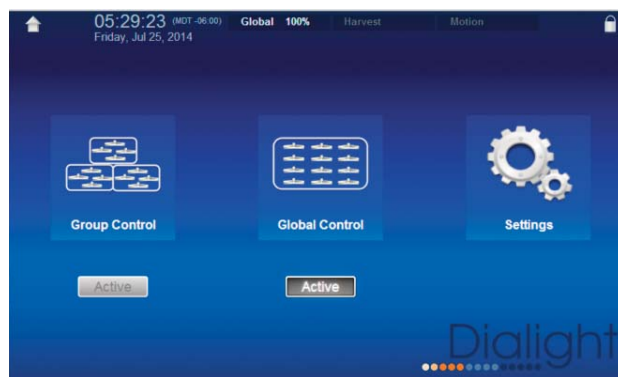 05:29:23 (MDT -06:00) Global 100% Harvest Motion
Friday, Jul 25, 2014
Group Control Global Control Settings
Active Active
Dialight